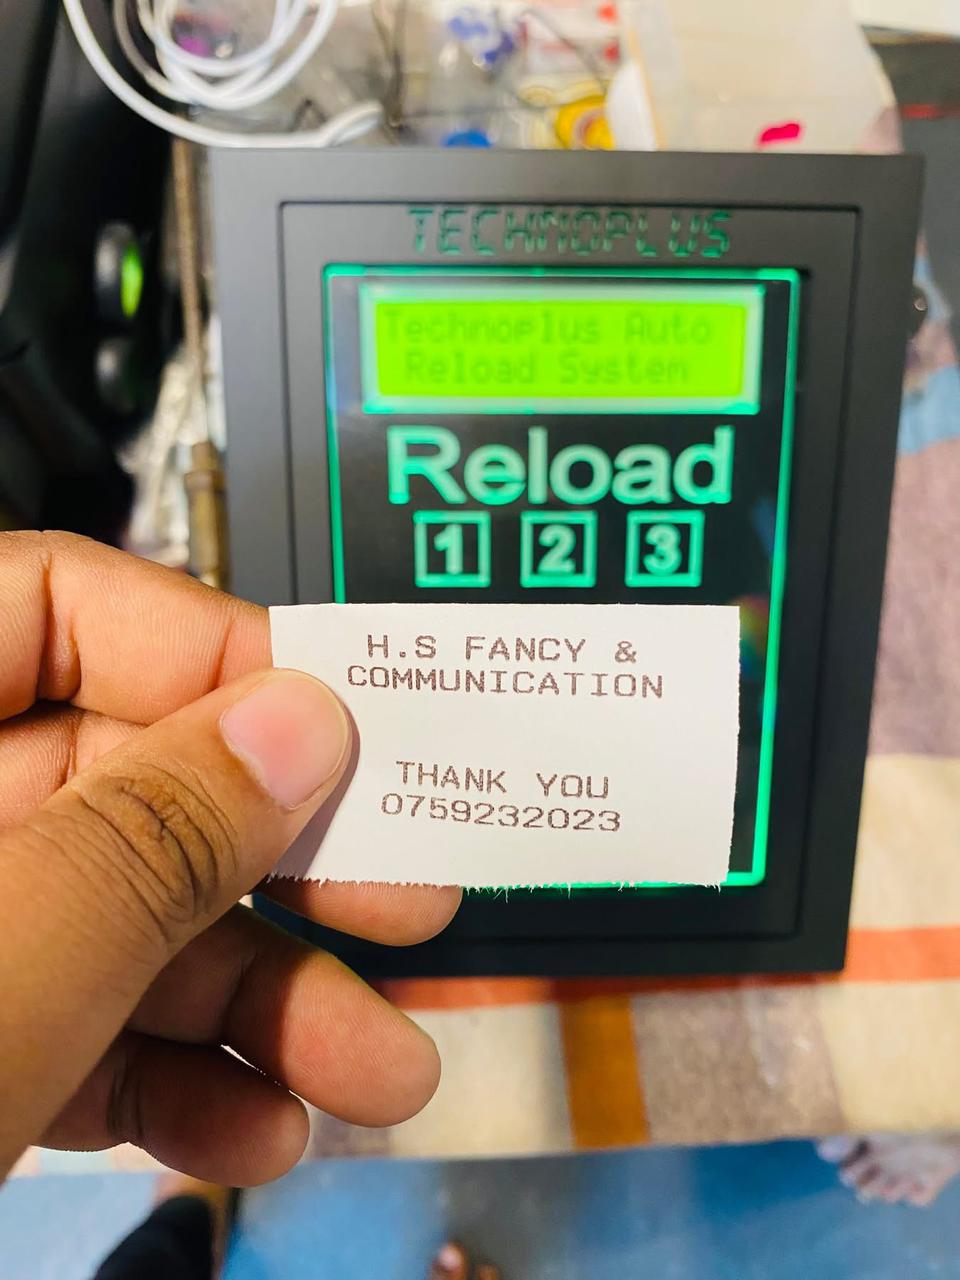 TECHNOPLUS
Technoplus Auto
Reload System
Reload
1 2 3
H.S FANCY &
COMMUNICATION
THANK YOU
0759232023